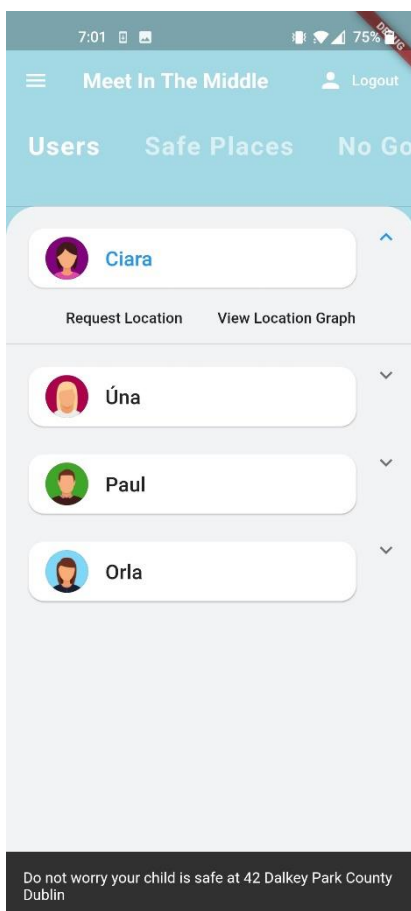 7:01 75%
DEBUG
Meet In The Middle Logout
Users Safe Places No Go
Ciara
Request Location View Location Graph
Úna
Paul
Orla
Do not worry your child is safe at 42 Dalkey Park County
Dublin